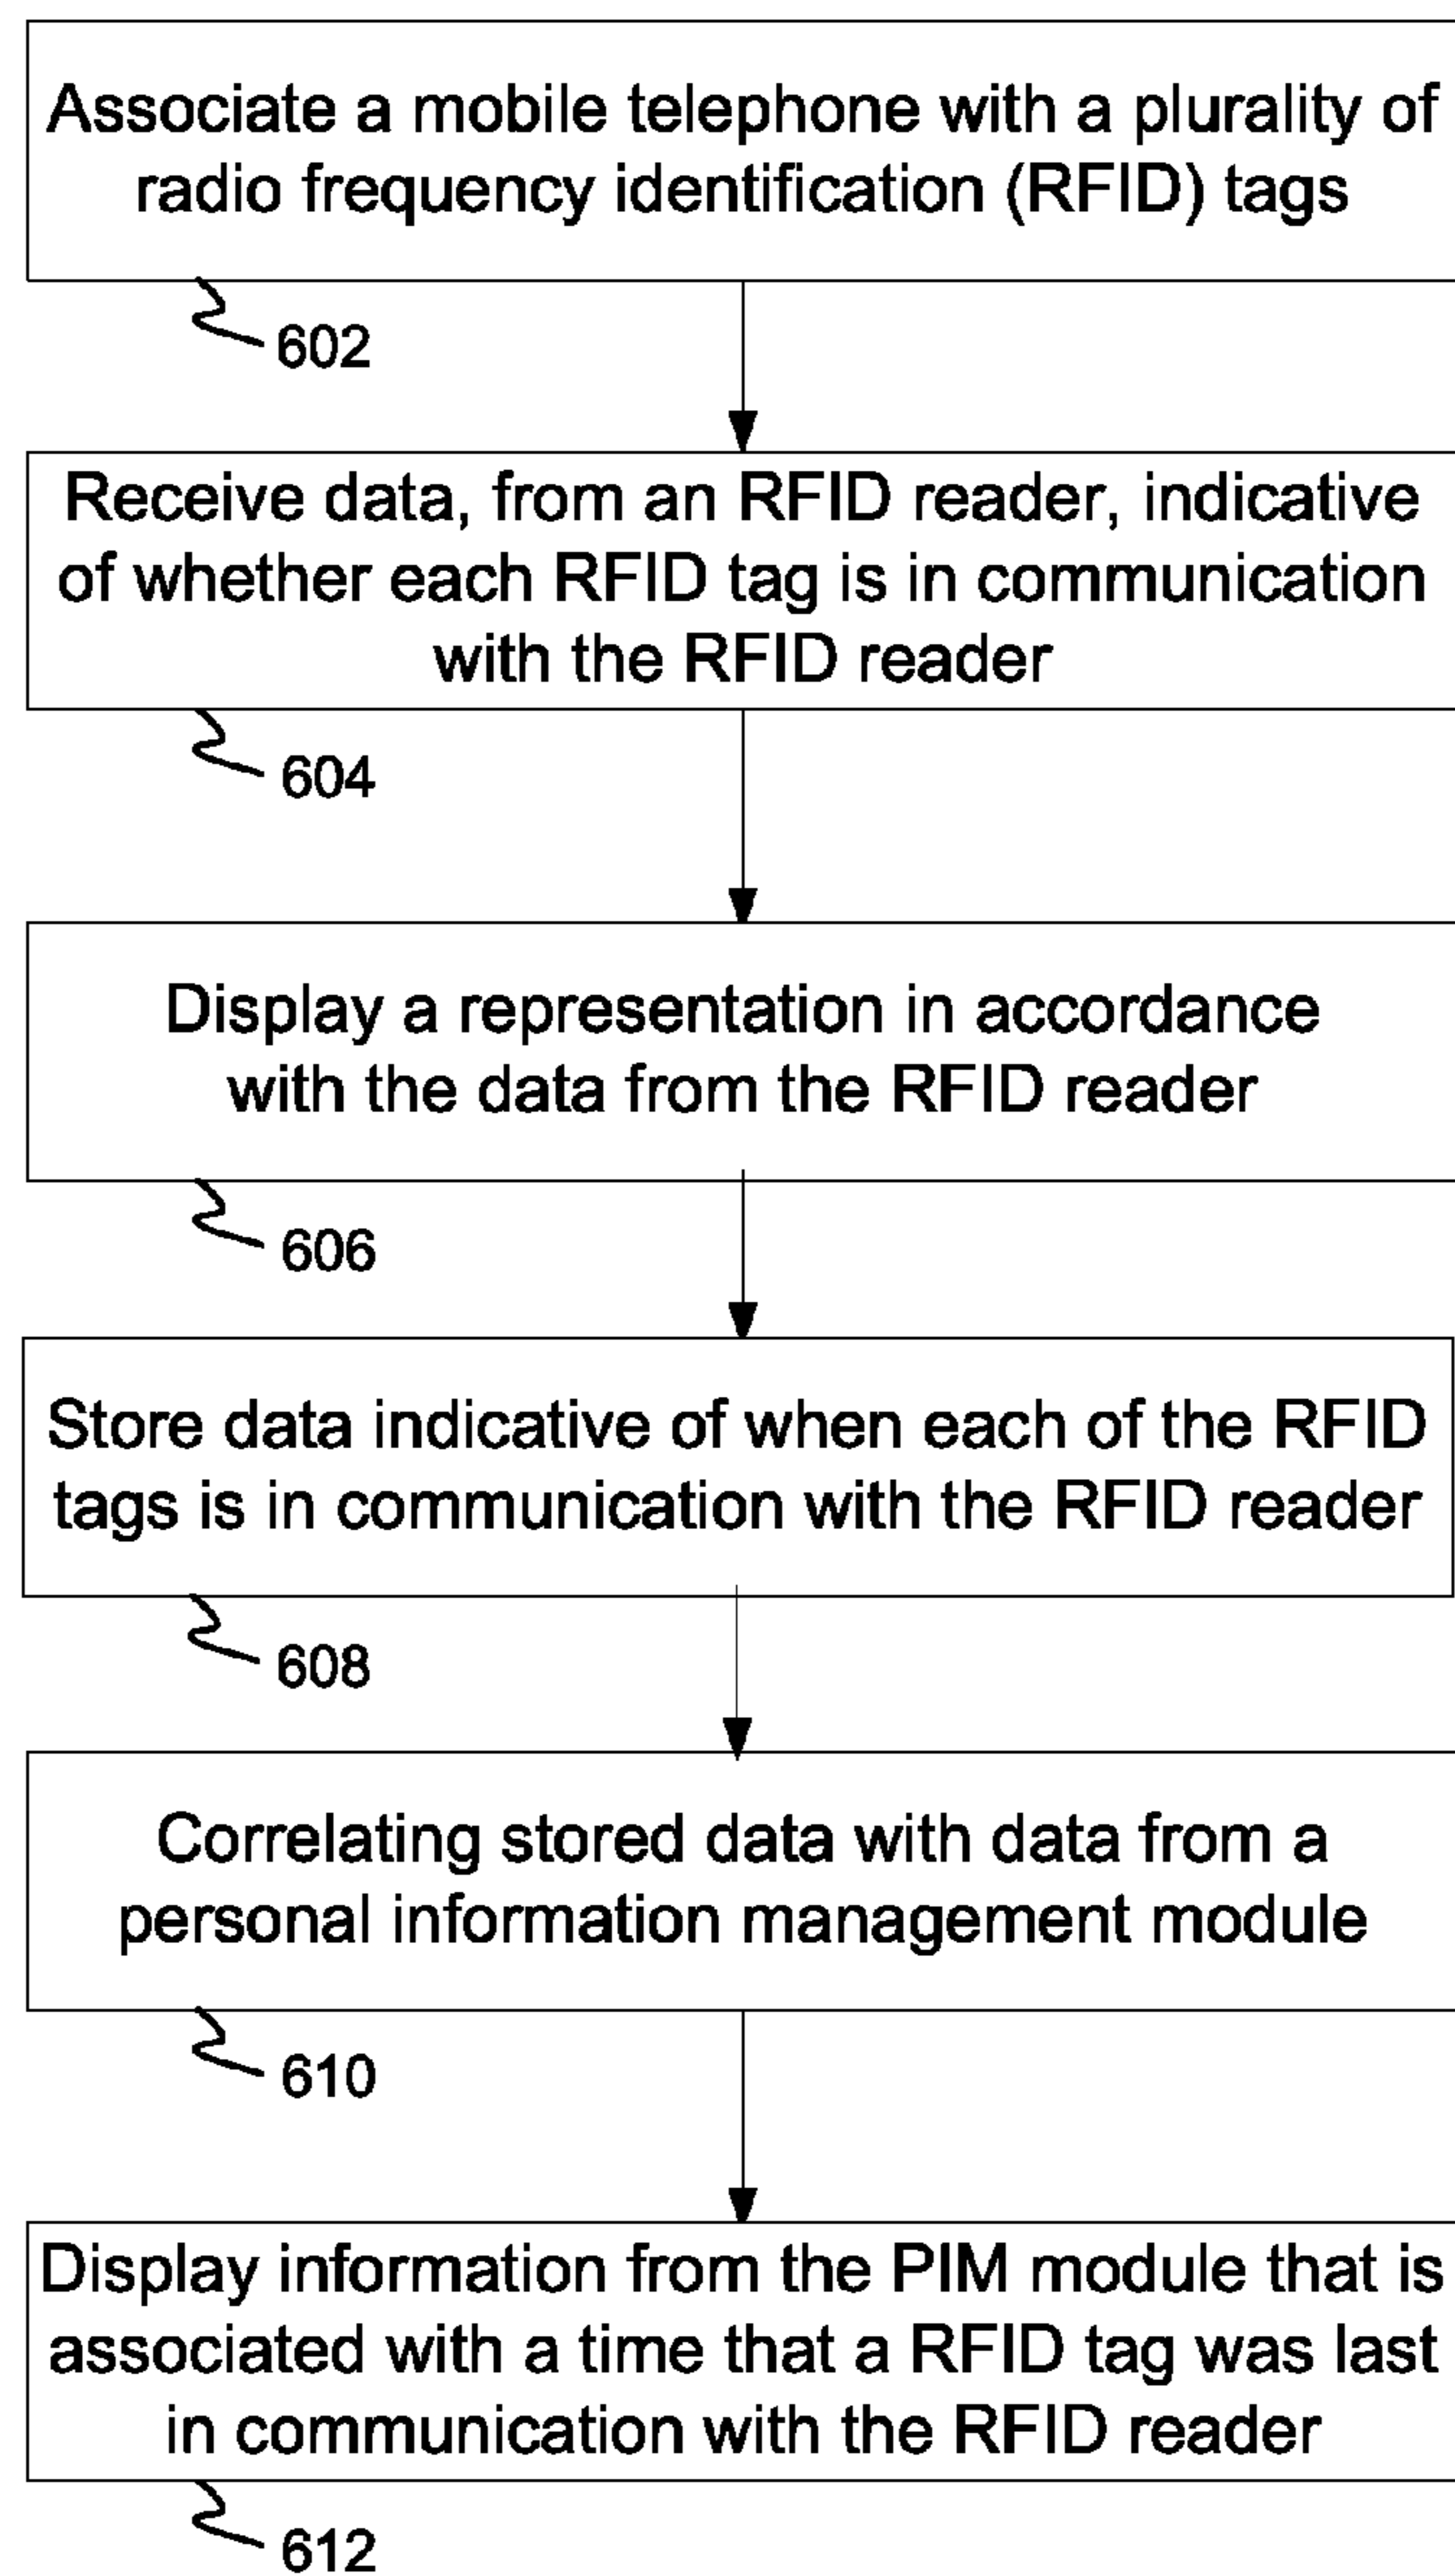 Associate a mobile telephone with a plurality of
radio frequency identification (RFID) tags
602
Receive data, from an RFID reader, indicative
of whether each RFID tag is in communication
with the RFID reader
604
Display a representation in accordance
with the data from the RFID reader
606
Store data indicative of when each of the RFID
tags is in communication with the RFID reader
608
Correlating stored data with data from a
personal information management module
610
Display information from the PIM module that is
associated with a time that a RFID tag was last
in communication with the RFID reader
612